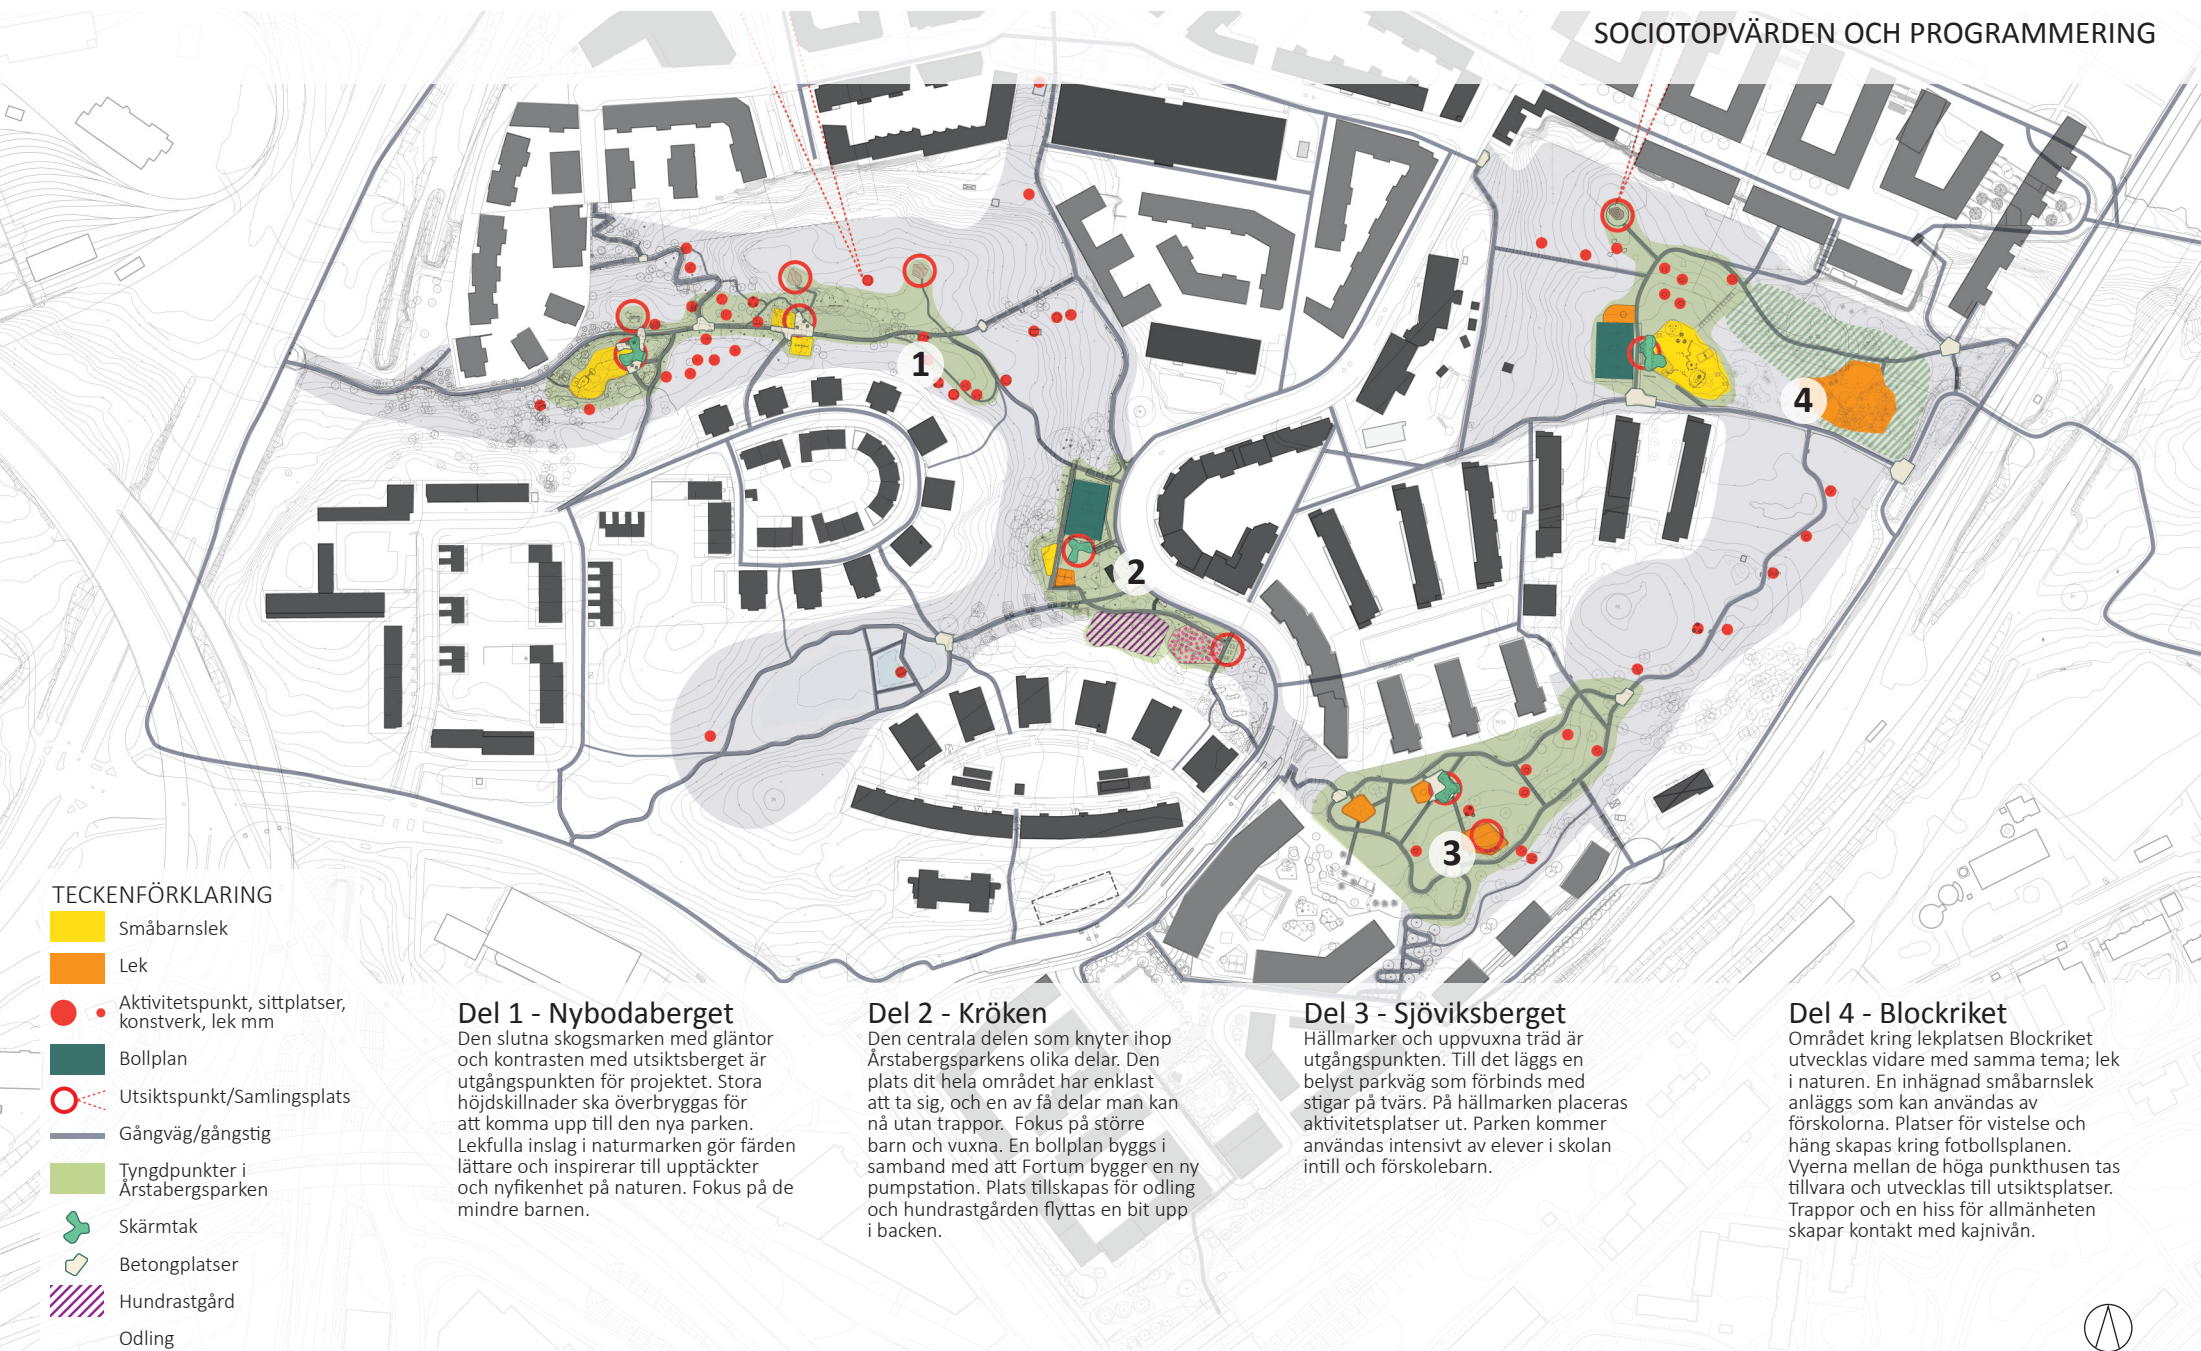 SOCIOTOPVÄRDEN OCH PROGRAMMERING
1
2
3
4
TECKENFÖRKLARING
Småbarnslek
Lek
Aktivitetspunkt, sittplatser,
konstverk, lek mm
Bollplan
Utsiktspunkt/Samlingsplats
Gångväg/gångstig
Tyngdpunkter i
Årstabergsparken
Skärmtak
Betongplatser
Hundrastgård
Odling
Del 1 - Nybodaberget
Den slutna skogsmarken med gläntor
och kontrasten med utsiktsberget är
utgångspunkten för projektet. Stora
höjdskillnader ska överbryggas för
att komma upp till den nya parken.
Lekfulla inslag i naturmarken gör färden
lättare och inspirerar till upptäckter
och nyfikenhet på naturen. Fokus på de
mindre barnen.
Del 2 - Kröken
Den centrala delen som knyter ihop
Årstabergsparkens olika delar. Den
plats dit hela området har enklast
att ta sig, och en av få delar man kan
nå utan trappor. Fokus på större
barn och vuxna. En bollplan byggs i
samband med att Fortum bygger en ny
pumpstation. Plats tillskapas för odling
och hundrastgården flyttas en bit upp
i backen.
Del 3 - Sjöviksberget
Hällmarker och uppvuxna träd är
utgångspunkten. Till det läggs en
belyst parkväg som förbinds med
stigar på tvärs. På hällmarken placeras
aktivitetsplatser ut. Parken kommer
användas intensivt av elever i skolan
intill och förskolebarn.
Del 4 - Blockriket
Området kring lekplatsen Blockriket
utvecklas vidare med samma tema; lek
i naturen. En inhägnad småbarnslek
anläggs som kan användas av
förskolorna. Platser för vistelse och
häng skapas kring fotbollsplanen.
Vyerna mellan de höga punkthusen tas
tillvara och utvecklas till utsiktsplatser.
Trappor och en hiss för allmänheten
skapar kontakt med kajnivån.